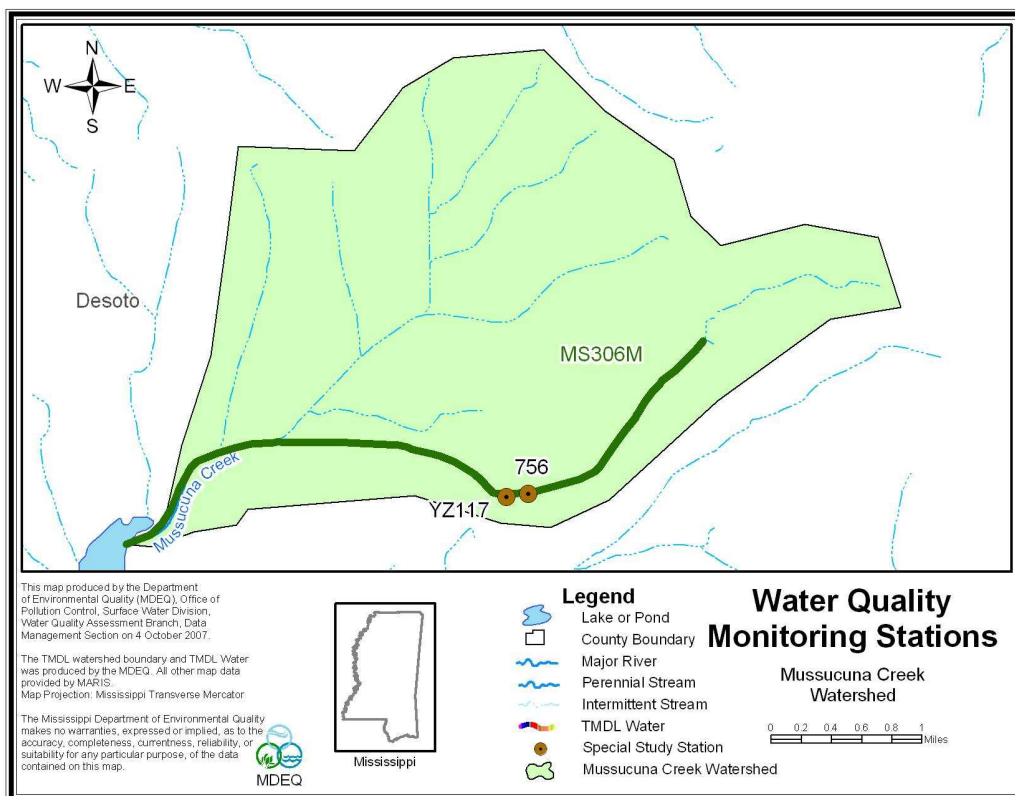 N
W E
S
Desoto
MS306M
756
YZ117
Mussucuna Creek
This map produced by the Department
of Environmental Quality (MDEQ), Office of
Pollution Control, Surface Water Division,
Water Quality Assessment Branch, Data
Management Section on 4 October 2007.
The TMDL watershed boundary and TMDL Water
was produced by the MDEQ. All other map data
provided by MARIS.
Map Projection: Mississippi Transverse Mercator
The Mississippi Department of Environmental Quality
makes no warranties, expressed or implied, as to the
accuracy, completeness, currentness, reliability, or
suitability for any particular purpose, of the data
contained on this map.
MDEQ
Mississippi
Legend
Lake or Pond
County Boundary
Major River
Perennial Stream
Intermittent Stream
TMDL Water
Special Study Station
Mussucuna Creek Watershed
Water Quality
Monitoring Stations
Mussucuna Creek
Watershed
0 0.2 0.4 0.6 0.8 1
Miles